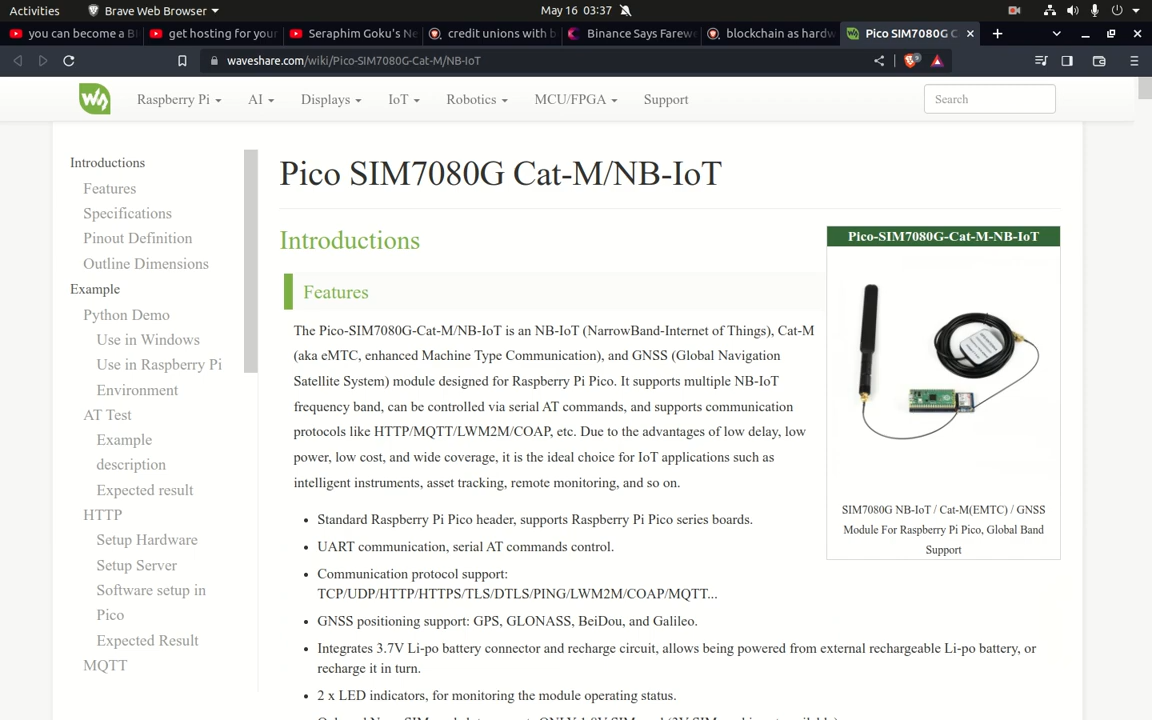 Activities
Brave Web Browser
May 16 03:37
you can become a B
get hosting for your
Seraphim Goku's Ne
credit unions with b
Binance Says Farew
blockchain as hardw
Pico SIM7080G C
waveshare.com/wiki/Pico-SIM7080G-Cat-M/NB-IoT
Raspberry Pi
AI
Displays
IoT
Robotics
MCU/FPGA
Support
Search
Introductions
Features
Specifications
Pinout Definition
Outline Dimensions
Example
Python Demo
Use in Windows
Use in Raspberry Pi
Environment
AT Test
Example
description
Expected result
HTTP
Setup Hardware
Setup Server
Software setup in
Pico
Expected Result
MQTT
Pico SIM7080G Cat-M/NB-IoT
Introductions
Features
The Pico-SIM7080G-Cat-M/NB-IoT is an NB-IoT (NarrowBand-Internet of Things), Cat-M
(aka eMTC, enhanced Machine Type Communication), and GNSS (Global Navigation
Satellite System) module designed for Raspberry Pi Pico. It supports multiple NB-IoT
frequency band, can be controlled via serial AT commands, and supports communication
protocols like HTTP/MQTT/LWM2M/COAP, etc. Due to the advantages of low delay, low
power, low cost, and wide coverage, it is the ideal choice for IoT applications such as
intelligent instruments, asset tracking, remote monitoring, and so on.
Standard Raspberry Pi Pico header, supports Raspberry Pi Pico series boards.
UART communication, serial AT commands control.
Communication protocol support:
TCP/UDP/HTTP/HTTPS/TLS/DTLS/PING/LWM2M/COAP/MQTT...
GNSS positioning support: GPS, GLONASS, BeiDou, and Galileo.
Integrates 3.7V Li-po battery connector and recharge circuit, allows being powered from external rechargeable Li-po battery, or
recharge it in turn.
2 x LED indicators, for monitoring the module operating status.
Pico-SIM7080G-Cat-M-NB-IoT
SIM7080G NB-IoT / Cat-M(EMTC) / GNSS
Module For Raspberry Pi Pico, Global Band
Support